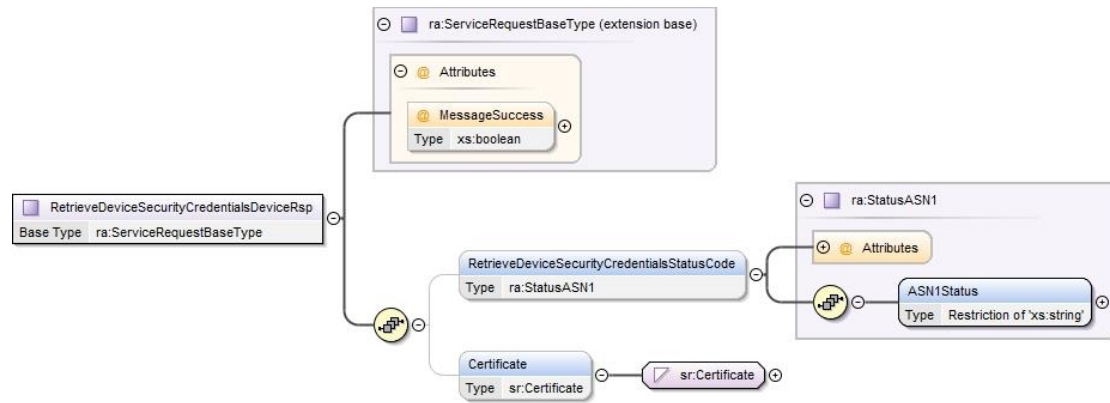 ra:ServiceRequestBaseType (extension base)
@ Attributes
@ MessageSuccess
Type xs:boolean
RetrieveDeviceSecurityCredentialsDeviceRsp
Base Type ra:ServiceRequestBaseType
ra:StatusASN1
@ Attributes
RetrieveDeviceSecurityCredentialsStatusCode
Type ra:StatusASN1
ASN1Status
Type Restriction of 'xs:string'
Certificate
Type sr:Certificate
sr:Certificate